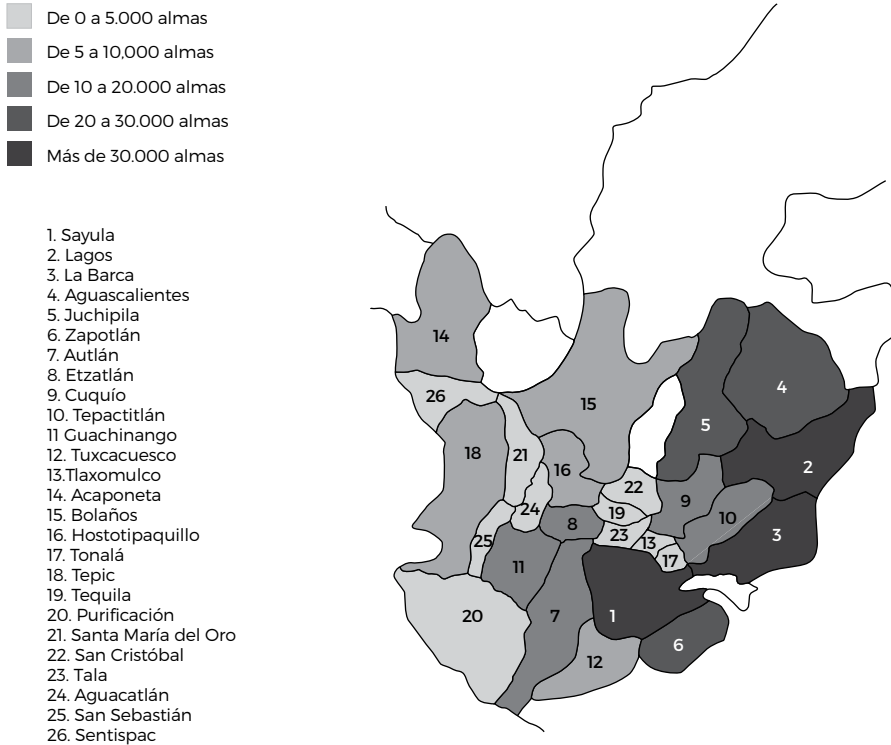 De 0 a 5.000 almas
De 5 a 10,000 almas
De 10 a 20.000 almas
De 20 a 30.000 almas
Más de 30.000 almas
1. Sayula
2. Lagos
3. La Barca
4. Aguascalientes
5. Juchipila
6. Zapotlán
7. Autlán
8. Etzatlán
9. Cuquío
10. Tepactitlán
11 Guachinango
12. Tuxcacuesco
13.Tlaxomulco
14. Acaponeta
15. Bolaños
16. Hostotipaquillo
17. Tonalá
18. Tepic
19. Tequila
20. Purificación
21. Santa María del Oro
22. San Cristóbal
23. Tala
24. Aguacatlán
25. San Sebastián
26. Sentispac
14
26
4
15
5
18
21
16
2
22
9
24
19
10
8
23
3
25
13
17
11
20
7
1
6
12